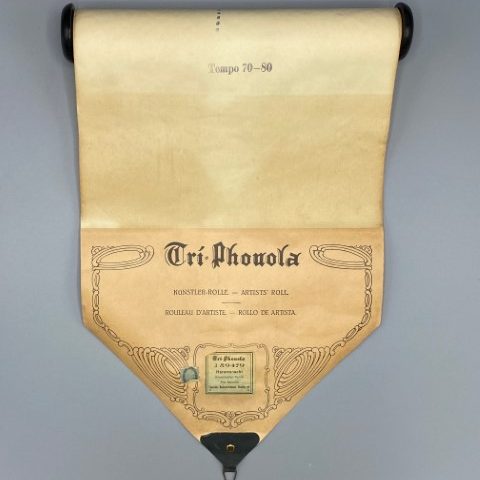 Tempo 70—80
Tri-Phonola
KÜNSTLER-ROLLE. — ARTISTS' ROLL.
ROULEAU D'ARTISTE. — ROLLO DE ARTISTA.
Tri Phonola